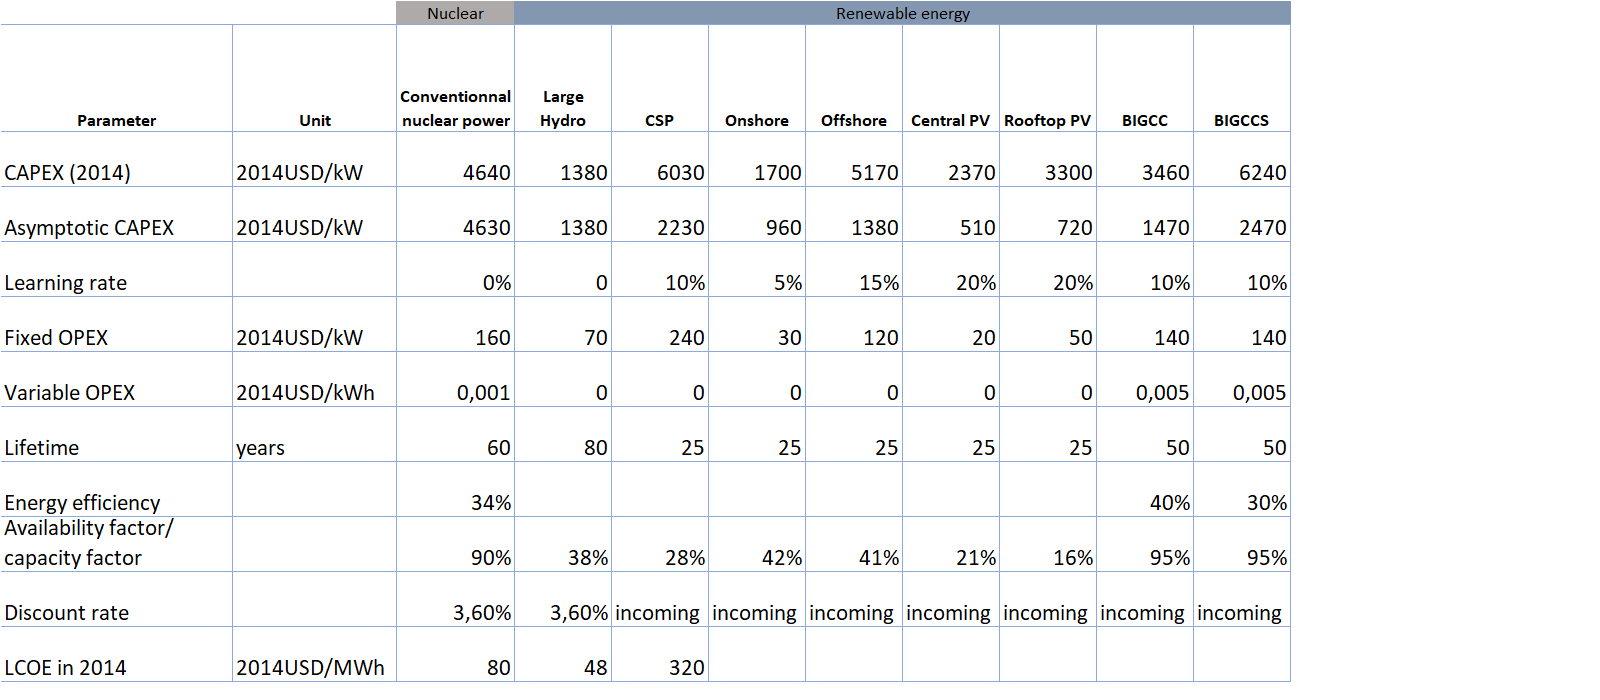 Nuclear Renewable energy
Conventionnal Large
Parameter Unit nuclear power Hydro CSP Onshore Offshore Central PV Rooftop PV BIGCC BIGCCS
CAPEX (2014) 2014USD/kW 4640 1380 6030 1700 5170 2370 3300 3460 6240
Asymptotic CAPEX 2014USD/kW 4630 1380 2230 960 1380 510 720 1470 2470
Learning rate 0% 0 10% 5% 15% 20% 20% 10% 10%
Fixed OPEX 2014USD/kW 160 70 240 30 120 20 50 140 140
Variable OPEX 2014USD/kWh 0,001 0 0 0 0 0 0 0,005 0,005
Lifetime years 60 80 25 25 25 25 25 50 50
Energy efficiency 34% 40% 30%
Availability factor/
capacity factor 90% 38% 28% 42% 41% 21% 16% 95% 95%
Discount rate 3,60% 3,60% incoming incoming incoming incoming incoming incoming incoming
LCOE in 2014 2014USD/MWh 80 48 320